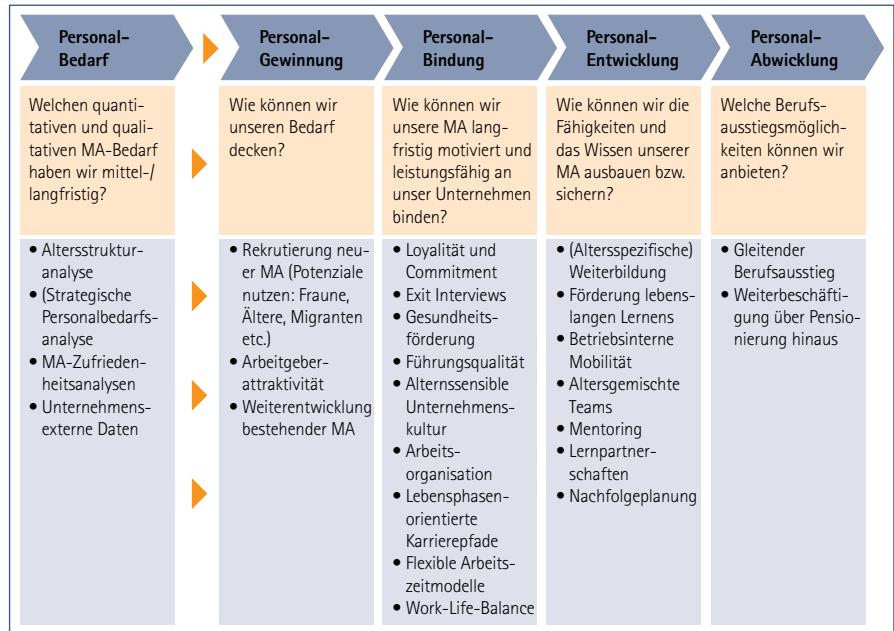 Personal-
Bedarf
Personal-
Gewinnung
Personal-
Bindung
Personal-
Entwicklung
Personal-
Abwicklung
Welchen quanti-
tativen und quali-
tativen MA-Bedarf
haben wir mittel-/
langfristig?
Wie können wir
unseren Bedarf
decken?
Wie können wir
unsere MA lang-
fristig motiviert und
leistungsfähig an
unser Unternehmen
binden?
Wie können wir die
Fähigkeiten und
das Wissen unserer
MA ausbauen bzw.
sichern?
Welche Berufs-
ausstiegsmöglich-
keiten können wir
anbieten?
• Altersstruktur-
analyse
• (Strategische
Personalbedarfs-
analyse
• MA-Zufrieden-
heitsanalysen
• Unternehmens-
externe Daten
• Rekrutierung neu-
er MA (Potenziale
nutzen: Fraune,
Ältere, Migranten
etc.)
• Arbeitgeber-
attraktivität
• Weiterentwicklung
bestehender MA
• Loyalität und
Commitment
• Exit Interviews
• Gesundheits-
förderung
• Führungsqualität
• Alternssensible
Unternehmens-
kultur
• Arbeits-
organisation
• Lebensphasen-
orientierte
Karrierepfade
• Flexible Arbeits-
zeitmodelle
• Work-Life-Balance
• (Altersspezifische)
Weiterbildung
• Förderung lebens-
langen Lernens
• Betriebsinterne
Mobilität
• Altersgemischte
Teams
• Mentoring
• Lernpartner-
schaften
• Nachfolgeplanung
• Gleitender
Berufsausstieg
• Weiterbeschäfti-
gung über Pensio-
nierung hinaus